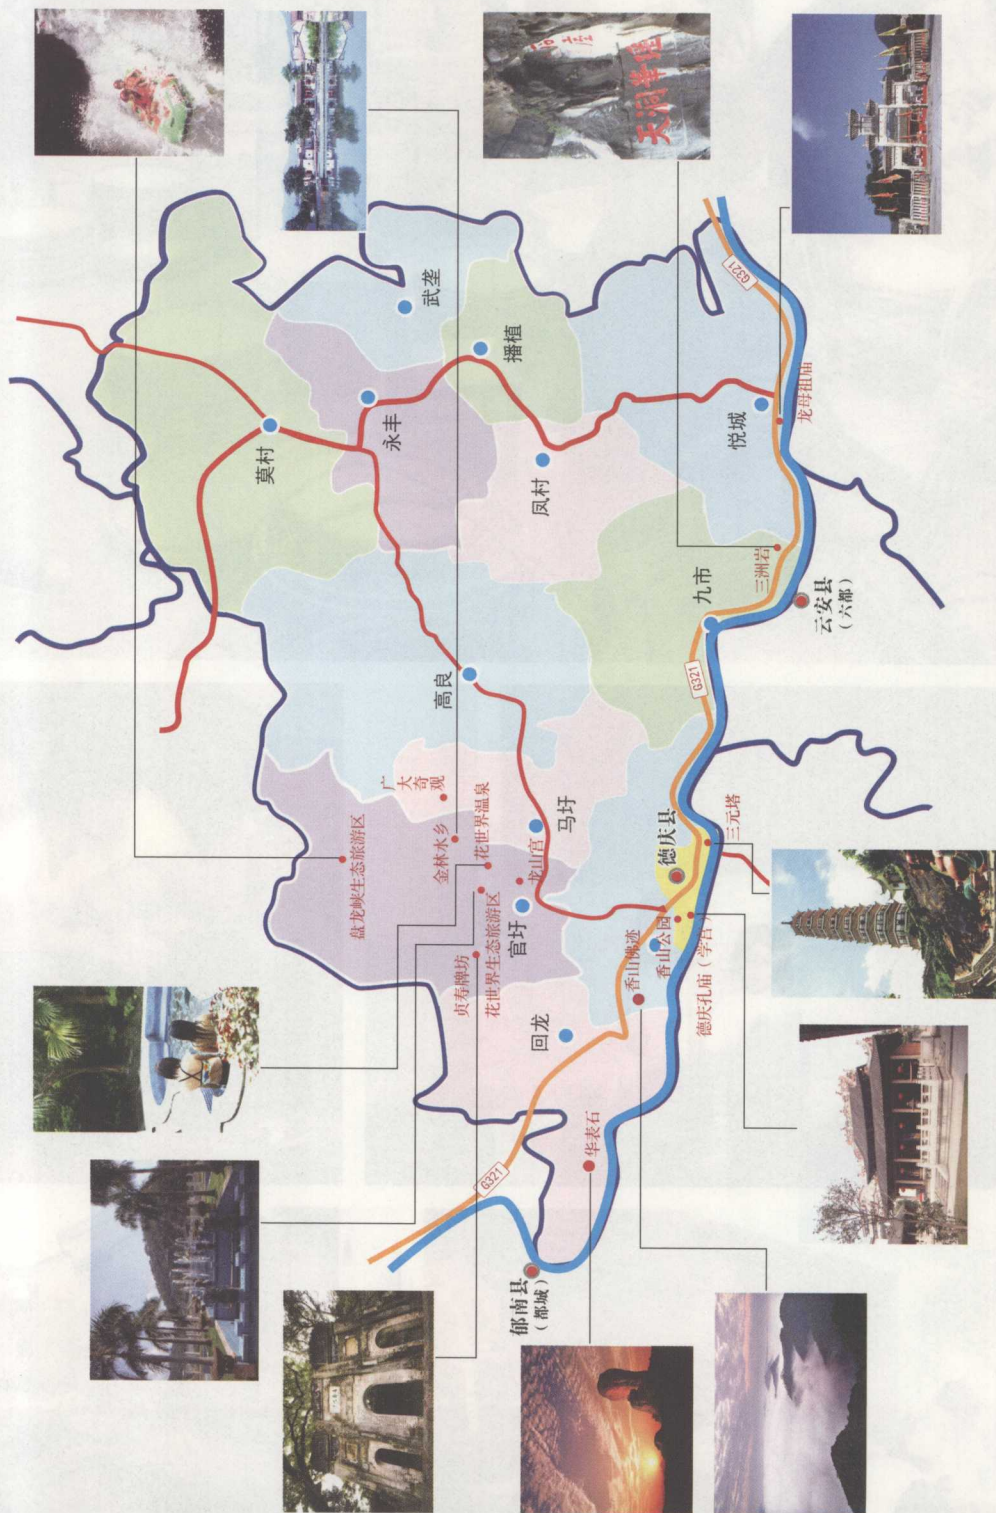 盘龙峡生态旅游区
金林水乡
广大奇观
花世界温泉
龙山宫
贞寿牌坊
花世界生态旅游区
官圩
马圩
高良
莫村
永丰
武垄
播植
凤村
悦城
龙母祖庙
九市
三洲岩
云安县
（六都）
德庆县
三元塔
香山公园
德庆孔庙（学宫）
香山佛迹
回龙
华表石
郁南县
（都城）
G321
G321
G321